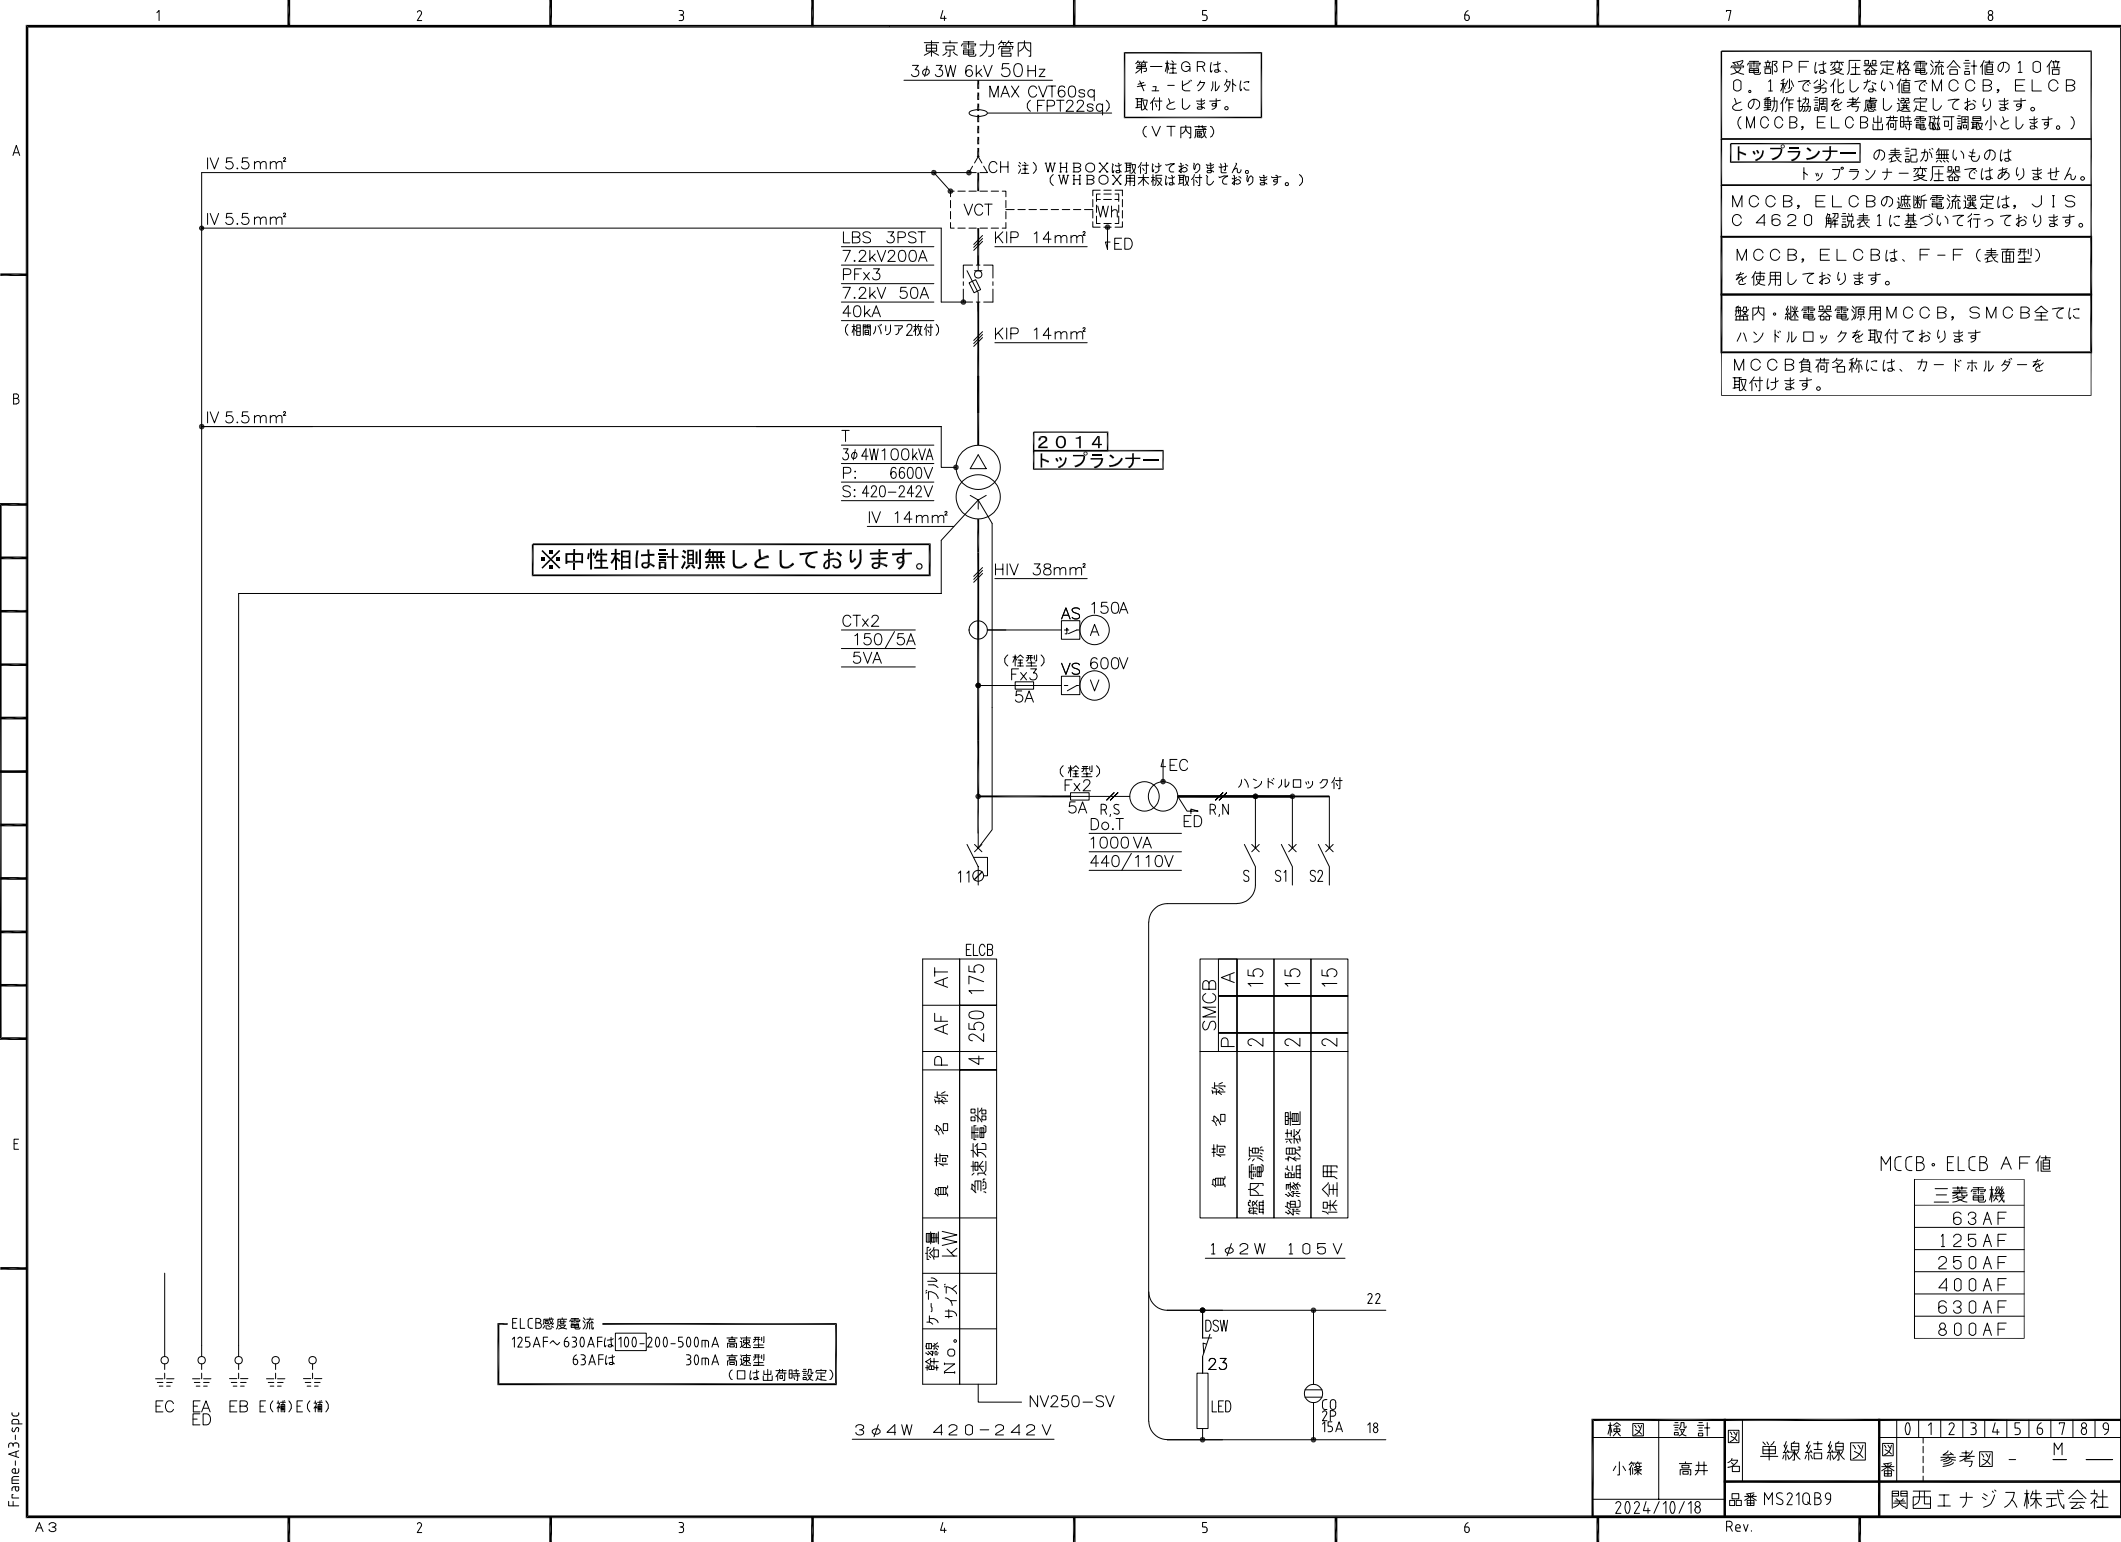 1 2 3 4 5 6 7 8
A
B
E
東京電力管内
3φ3W 6kV 50Hz
MAX CVT60sq
(FPT22sq)
第一柱GRは、
キュービクル外に
取付とします。
(VT内蔵)
CH 注)WHBOXは取付けておりません。
(WHBOX用木板は取付しております。)
IV 5.5mm²
VCT
Wh
ED
IV 5.5mm²
KIP 14mm²
LBS 3PST
7.2kV200A
PFx3
7.2kV 50A
40kA
(相間バリア2枚付)
KIP 14mm²
IV 5.5mm²
T
3φ4W100kVA
P: 6600V
S: 420-242V
2014
トップランナー
IV 14mm²
※中性相は計測無しとしております。
HIV 38mm²
CTx2
150/5A
5VA
AS 150A
A
(栓型)
Fx3
5A
VS 600V
V
(栓型)
Fx2
5A
R,S
EC
ED
R,N
ハンドルロック付
Do.T
1000VA
440/110V
11
S S1 S2
ELCB
AT 175
AF 250
P 4
負荷名称 急速充電器
容量 kW
ケーブルサイズ
幹線 No。
NV250-SV
3φ4W 420-242V
SMCB
A 15 15 15
P 2 2 2
負荷名称
盤内電源
絶縁監視装置
保全用
1φ2W 105V
22
DSW
23
LED
CO
2P
15A
18
ELCB感度電流
125AF~630AFは100-200-500mA 高速型
63AFは 30mA 高速型
(口は出荷時設定)
EC EA EB E(補) E(補)
ED
受電部PFは変圧器定格電流合計値の10倍
0.1秒で劣化しない値でMCCB,ELCB
との動作協調を考慮し選定しております。
(MCCB,ELCB出荷時電磁可調最小とします。)
トップランナー の表記が無いものは
トップランナー変圧器ではありません。
MCCB,ELCBの遮断電流選定は,JIS
C 4620 解説表1に基づいて行っております。
MCCB,ELCBは、F-F(表面型)
を使用しております。
盤内・継電器電源用MCCB,SMCB全てに
ハンドルロックを取付ております
MCCB負荷名称には、カードホルダーを
取付けます。
MCCB・ELCB AF値
三菱電機
63AF
125AF
250AF
400AF
630AF
800AF
検図 設計
小篠 高井
2024/10/18
図名 単線結線図
品番 MS21QB9
0 1 2 3 4 5 6 7 8 9
図番 参考図 - M —
関西エナジス株式会社
Frame-A3-spc
A3
2 3 4 5 6
Rev. 8